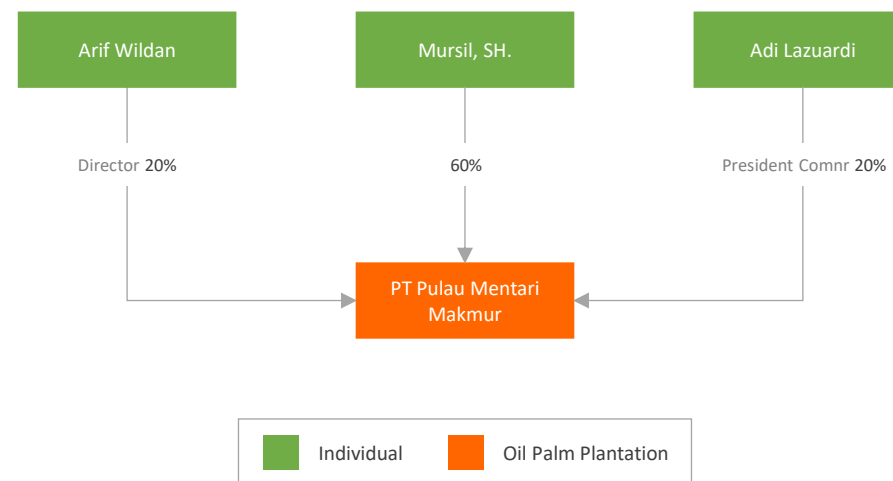 Arif Wildan
Mursil, SH.
Adi Lazuardi
Director 20%
60%
President Comnr 20%
PT Pulau Mentari
Makmur
Individual
Oil Palm Plantation